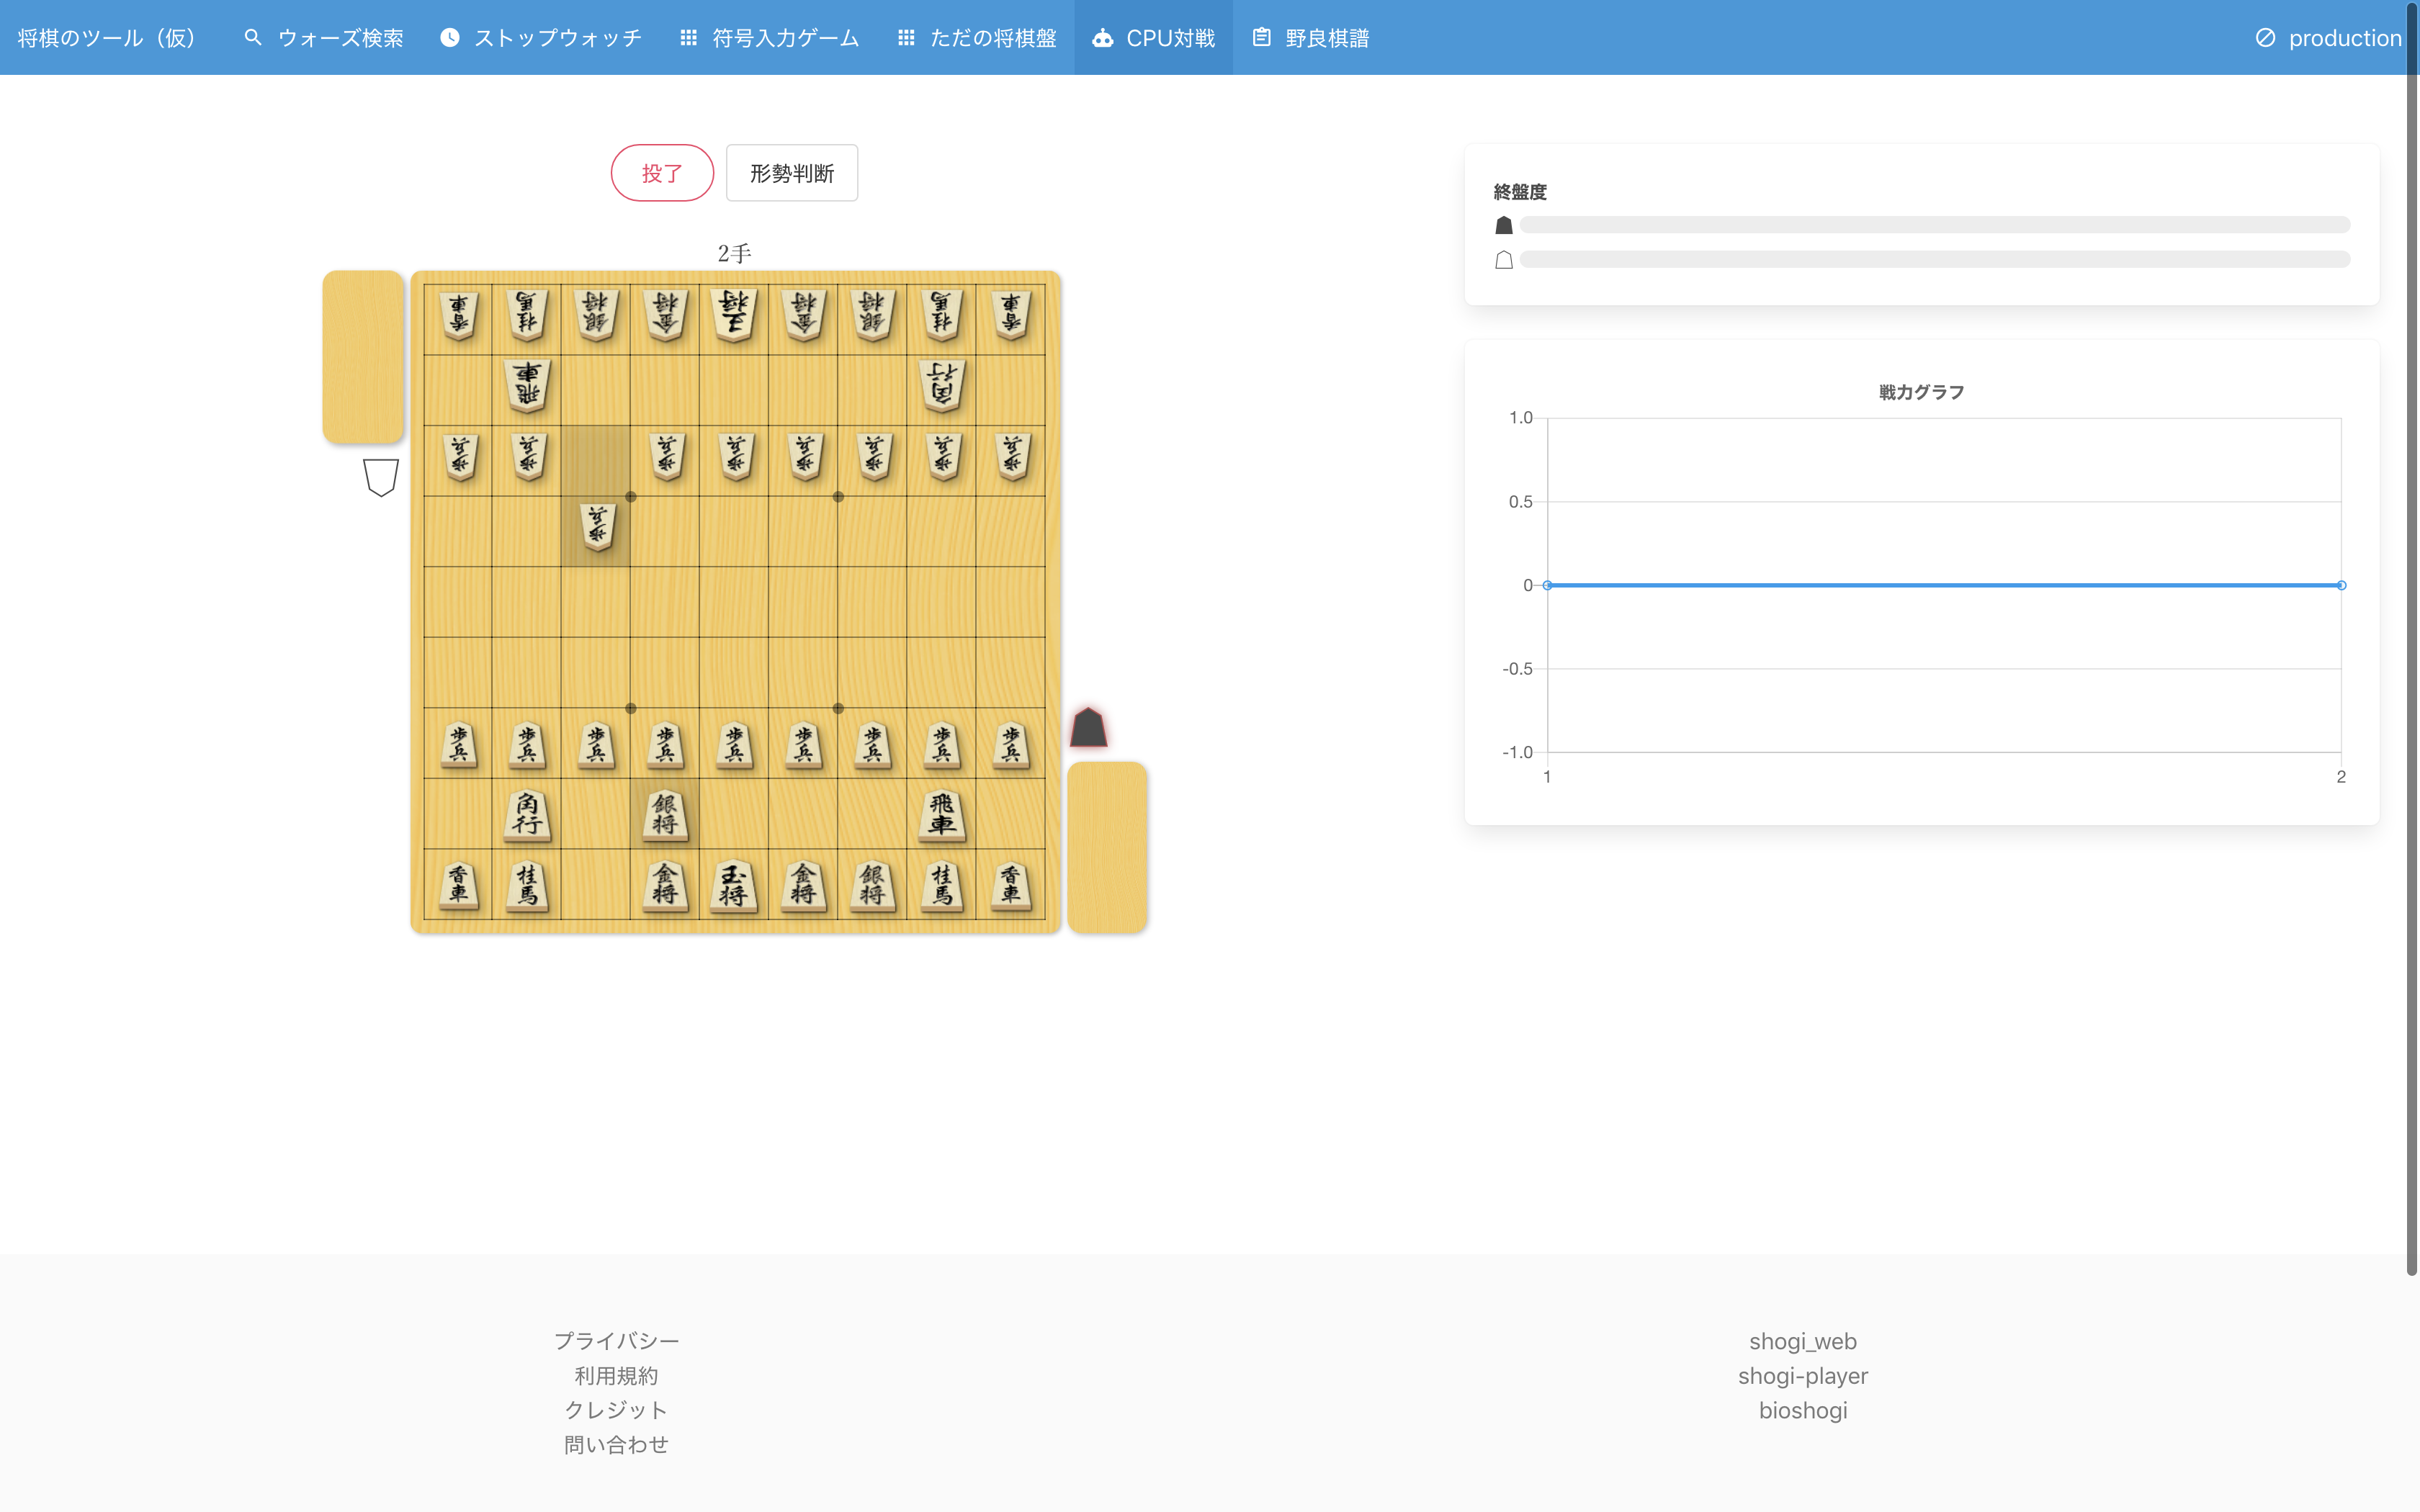 将棋のツール（仮） ウォーズ検索 ストップウォッチ 符号入力ゲーム ただの将棋盤 CPU対戦 野良棋譜 production
投了 形勢判断
2手
香車 桂馬 銀将 金将 王将 金将 銀将 桂馬 香車
飛車 角行
歩兵 歩兵 歩兵 歩兵 歩兵 歩兵 歩兵 歩兵
歩兵
歩兵 歩兵 歩兵 歩兵 歩兵 歩兵 歩兵 歩兵 歩兵
角行 銀将 飛車
香車 桂馬 金将 玉将 金将 銀将 桂馬 香車
終盤度
戦力グラフ
1.0
0.5
0
-0.5
-1.0
1 2
プライバシー
利用規約
クレジット
問い合わせ
shogi_web
shogi-player
bioshogi